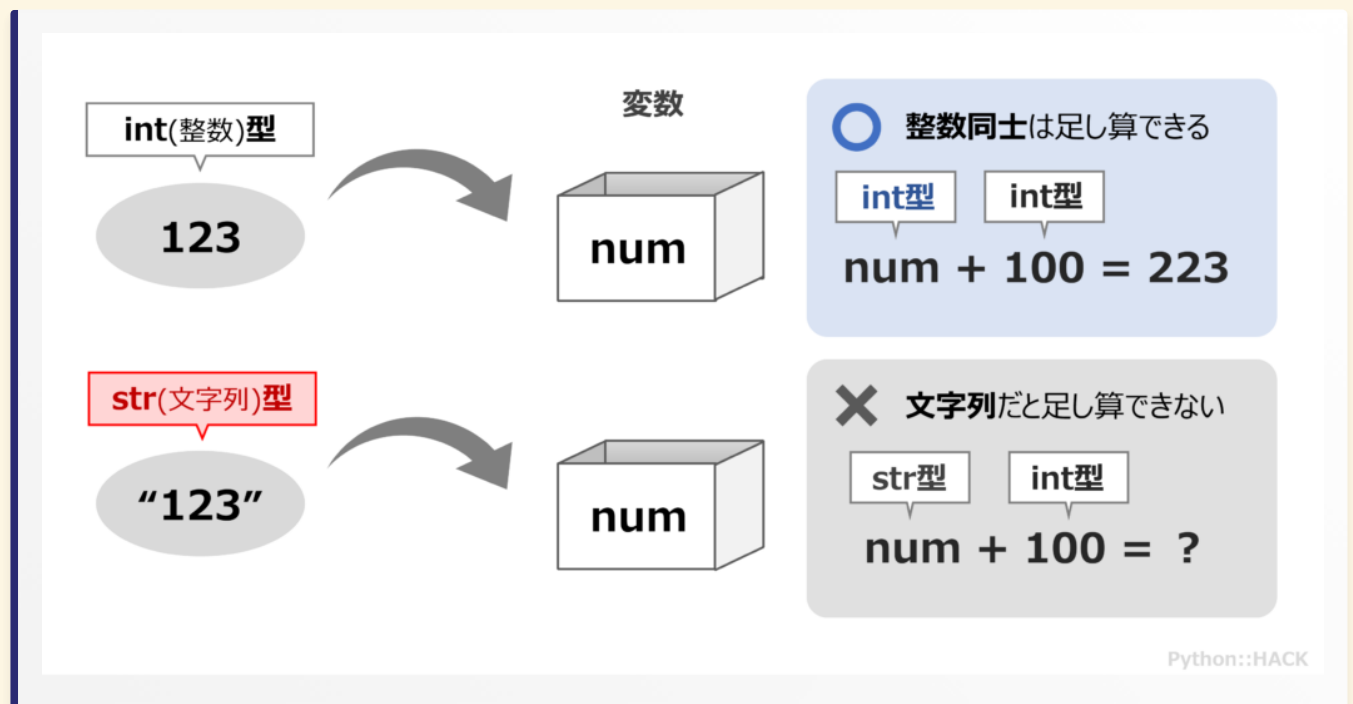 変数
int(整数)型
123
num
整数同士は足し算できる
int型 int型
num + 100 = 223
str(文字列)型
“123”
num
文字列だと足し算できない
str型 int型
num + 100 = ?
Python::HACK